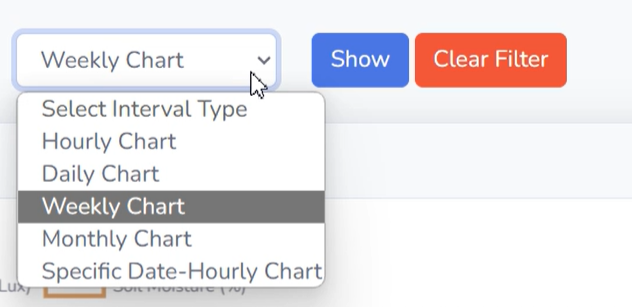 Weekly Chart Show Clear Filter
Select Interval Type
Hourly Chart
Daily Chart
Weekly Chart
Monthly Chart
Specific Date-Hourly Chart
Lux) Soil Moisture (%)